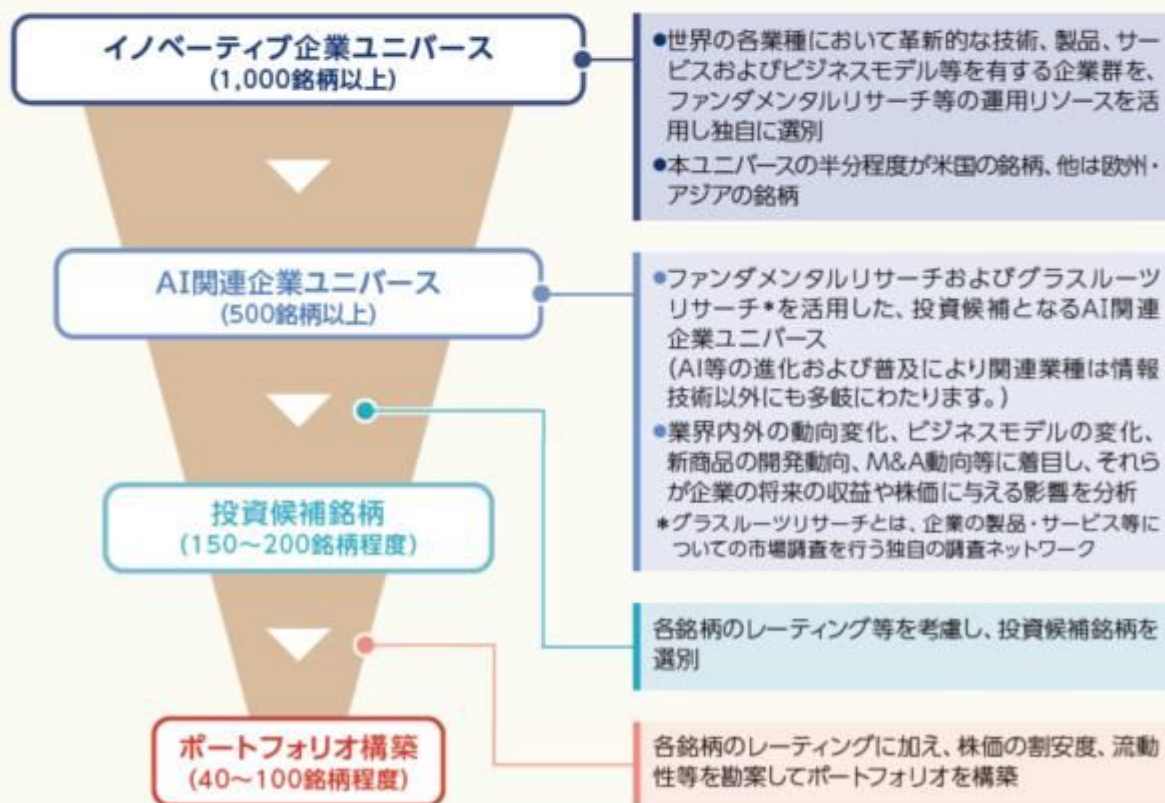 イノベーティブ企業ユニバース
(1,000銘柄以上)
●世界の各業種において革新的な技術、製品、サー
ビスおよびビジネスモデル等を有する企業群を、
ファンダメンタルリサーチ等の運用リソースを活
用し独自に選別
●本ユニバースの半分程度が米国の銘柄、他は欧州・
アジアの銘柄
AI関連企業ユニバース
(500銘柄以上)
●ファンダメンタルリサーチおよびグラスルーツ
リサーチ*を活用した、投資候補となるAI関連
企業ユニバース
(AI等の進化および普及により関連業種は情報
技術以外にも多岐にわたります。)
●業界内外の動向変化、ビジネスモデルの変化、
新商品の開発動向、M&A動向等に着目し、それら
が企業の将来の収益や株価に与える影響を分析
*グラスルーツリサーチとは、企業の製品・サービス等に
ついての市場調査を行う独自の調査ネットワーク
投資候補銘柄
(150～200銘柄程度)
各銘柄のレーティング等を考慮し、投資候補銘柄を
選別
ポートフォリオ構築
(40～100銘柄程度)
各銘柄のレーティングに加え、株価の割安度、流動
性等を勘案してポートフォリオを構築